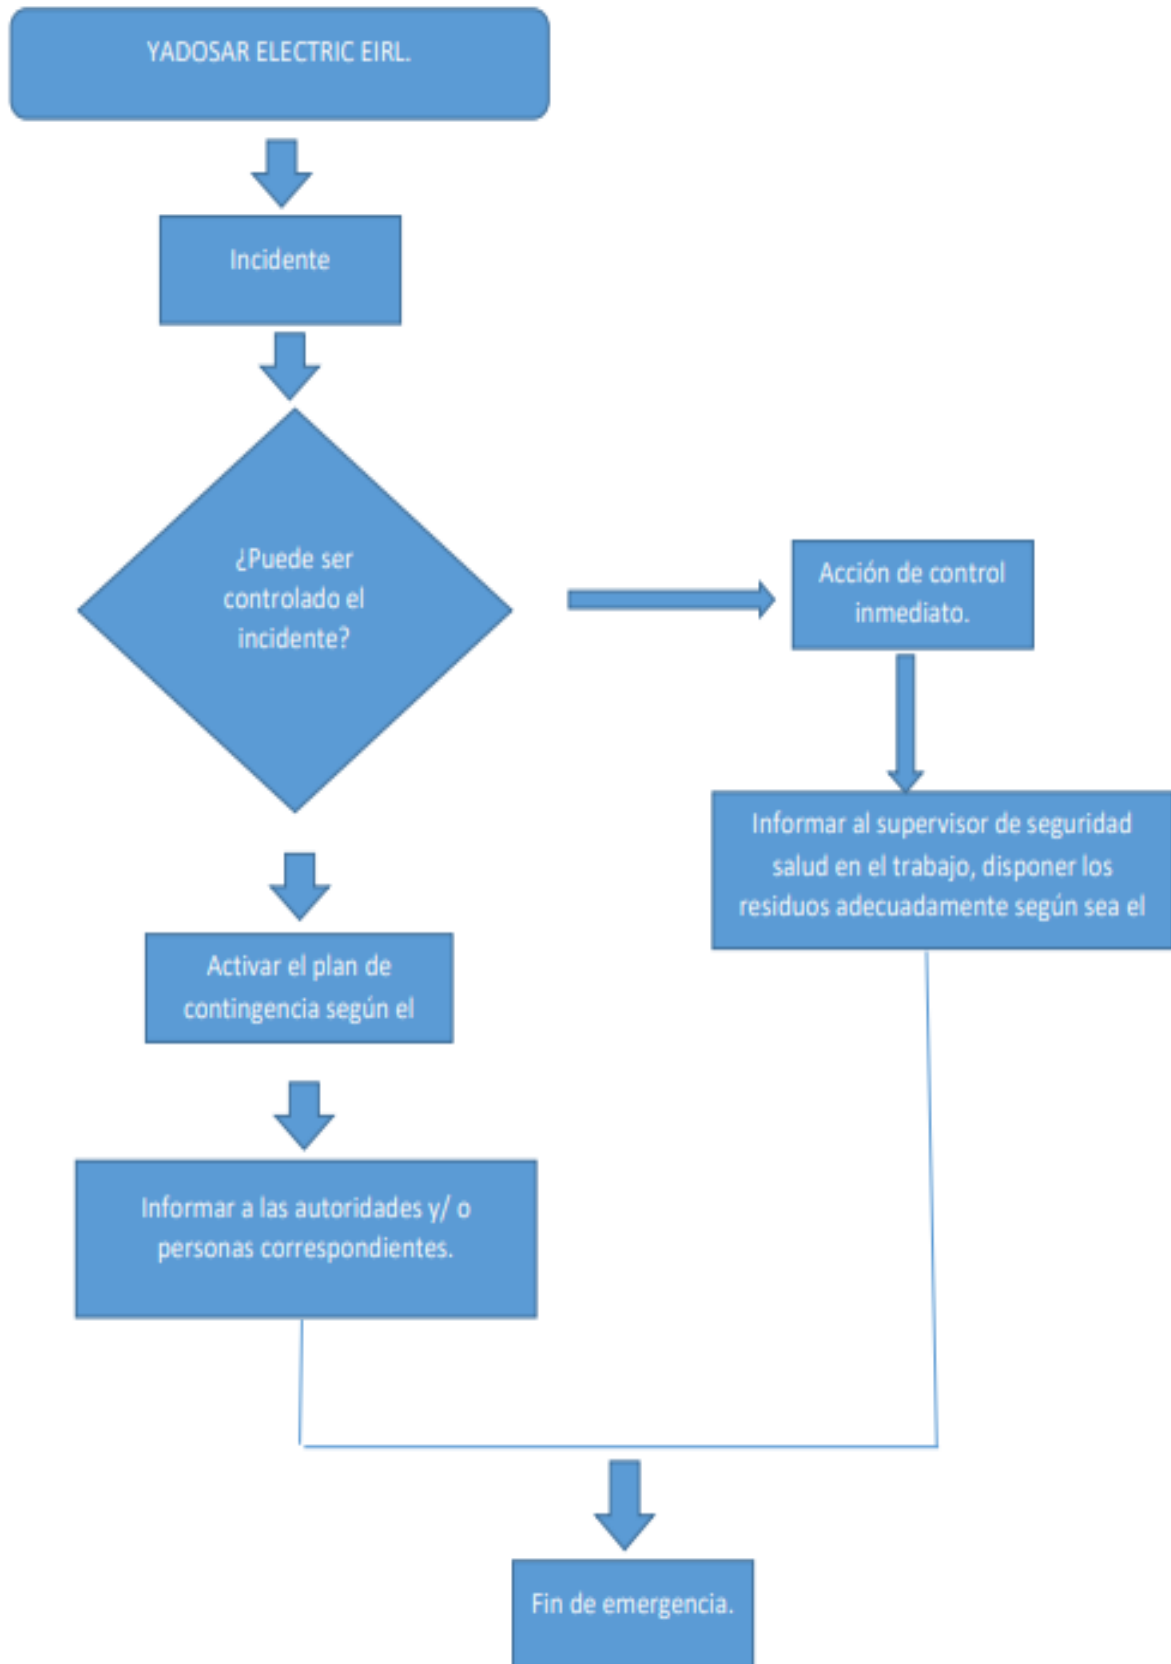 YADOSAR ELECTRIC EIRL.
Incidente
¿Puede ser
controlado el
incidente?
Acción de control
inmediato.
Informar al supervisor de seguridad
salud en el trabajo, disponer los
residuos adecuadamente según sea el
Activar el plan de
contingencia según el
Informar a las autoridades y/ o
personas correspondientes.
Fin de emergencia.